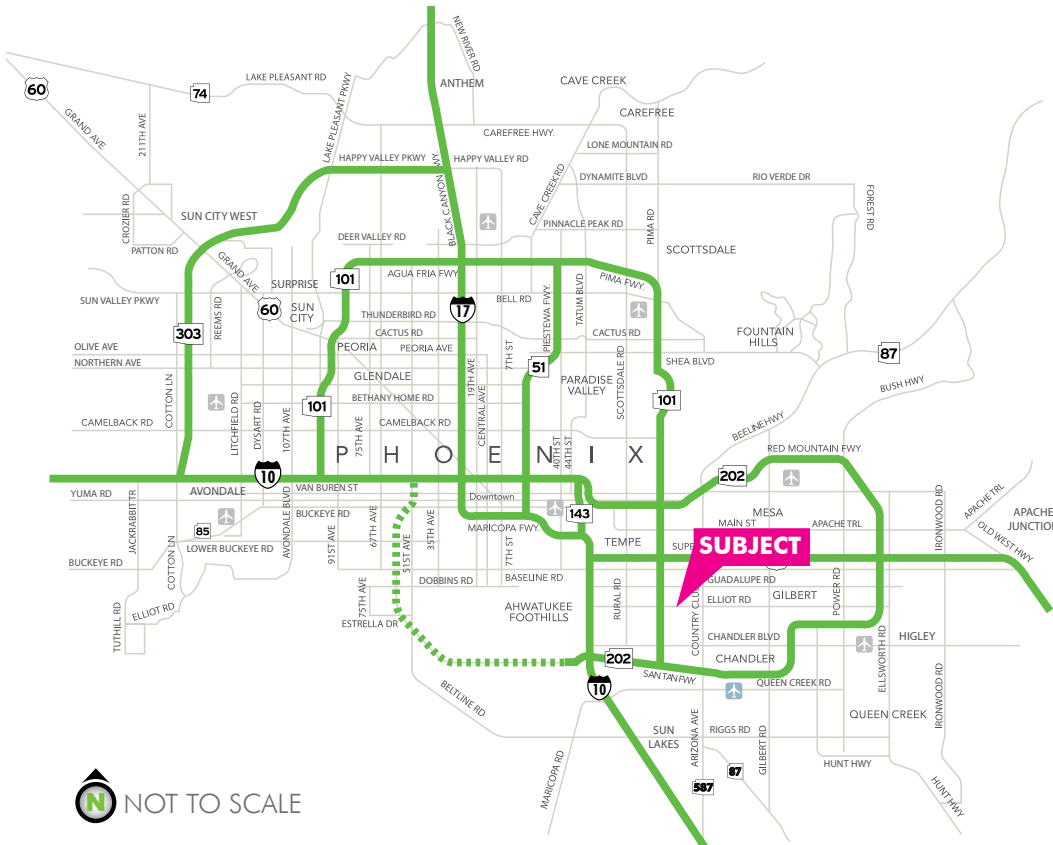 NEW RIVER RD
ANTHEM
CAVE CREEK
60
74
LAKE PLEASANT RD
LAKE PLEASANT PKWY
CAREFREE
GRAND AVE
211TH AVE
CAREFREE HWY.
LONE MOUNTAIN RD
HAPPY VALLEY PKWY
HAPPY VALLEY RD
BLACK CANYON WY.
CAVE CREEK RD
DYNAMITE BLVD
RIO VERDE DR
FOREST RD
CROZIER RD
SUN CITY WEST
PINNACLE PEAK RD
PIMA RD
DEER VALLEY RD
PATTON RD
SCOTTSDALE
GRAND AVE
SURPRISE
101
AGUA FRIA FWY.
PIMA FWY.
SUN VALLEY PKWY
REEMS RD
60
SUN
CITY
17
BELL RD
PIESTEWA FWY.
TATUM BLVD
THUNDERBIRD RD
303
CACTUS RD
CACTUS RD
FOUNTAIN
HILLS
OLIVE AVE
PEORIA
PEORIA AVE
7TH ST
87
NORTHERN AVE
SHEA BLVD
51
GLENDALE
19TH AVE
PARADISE
VALLEY
SCOTTSDALE RD
BUSH HWY
COTTON LN
BETHANY HOME RD
101
101
LITCHFIELD RD
DYSART RD
107TH AVE
75TH AVE
CENTRAL AVE
CAMELBACK RD
CAMELBACK RD
BEELINE HWY
40TH ST
44TH ST
PHOENIX
RED MOUNTAIN FWY.
10
202
YUMA RD
AVONDALE
VAN BUREN ST
Downtown
JACKRABBIT TR
AVONDALE BLVD
BUCKEYE RD
143
MESA
IRONWOOD RD
APACHE TRL
APACHE
JUNCTION
85
91ST AVE
67TH AVE
51ST AVE
35TH AVE
MARICOPA FWY
MAIN ST
APACHE TRL
OLD WEST HWY
LOWER BUCKEYE RD
7TH ST
TEMPE
SUPE
SUBJECT
BUCKEYE RD
COTTON LN
DOBBINS RD
BASELINE RD
GUADALUPE RD
75TH AVE
RURAL RD
COUNTRY CLU
ELLIOT RD
GILBERT
POWER RD
TUTHILL RD
ELLIOT RD
AHWATUKEE
FOOTHILLS
ESTRELLA DR
CHANDLER BLVD
HIGLEY
ELLSWORTH RD
202
CHANDLER
SANTAN FWY.
10
QUEEN CREEK RD
IRONWOOD RD
BELTLINE RD
QUEEN CREEK
SUN
LAKES
ARIZONA AVE
RIGGS RD
GILBERT RD
MARICOPA RD
HUNT HWY
87
587
HUNT HWY
N
NOT TO SCALE